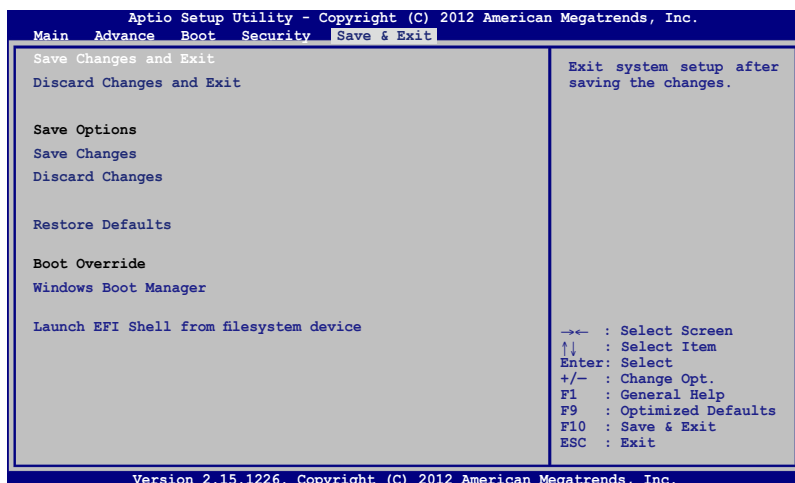 Aptio Setup Utility - Copyright (C) 2012 American Megatrends, Inc.
Main Advance Boot Security Save & Exit
Save Changes and Exit
Discard Changes and Exit
Save Options
Save Changes
Discard Changes
Restore Defaults
Boot Override
Windows Boot Manager
Launch EFI Shell from filesystem device
Exit system setup after
saving the changes.
→← : Select Screen
↑↓ : Select Item
Enter: Select
+/— : Change Opt.
F1 : General Help
F9 : Optimized Defaults
F10 : Save & Exit
ESC : Exit
Version 2.15.1226. Copyright (C) 2012 American Megatrends, Inc.